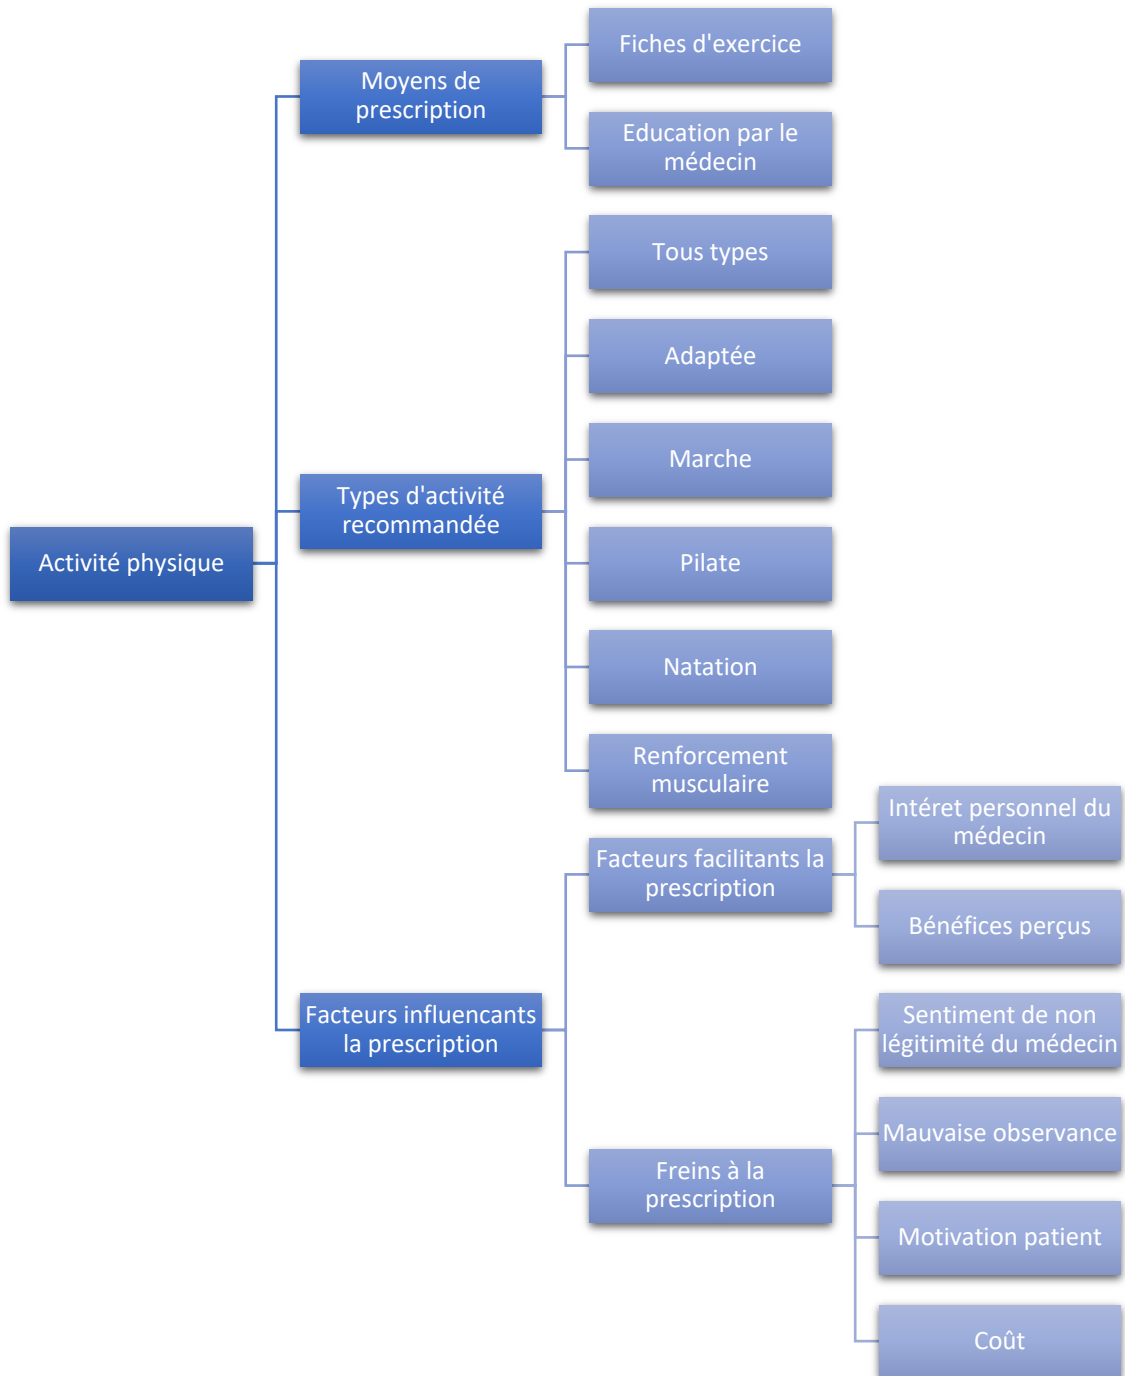 Fiches d'exercice
Moyens de
prescription
Education par le
médecin
Tous types
Adaptée
Marche
Types d'activité
recommandée
Activité physique
Pilate
Natation
Renforcement
musculaire
Intéret personnel du
médecin
Facteurs facilitants la
prescription
Bénéfices perçus
Facteurs influencants
la prescription
Sentiment de non
légitimité du médecin
Mauvaise observance
Freins à la
prescription
Motivation patient
Coût